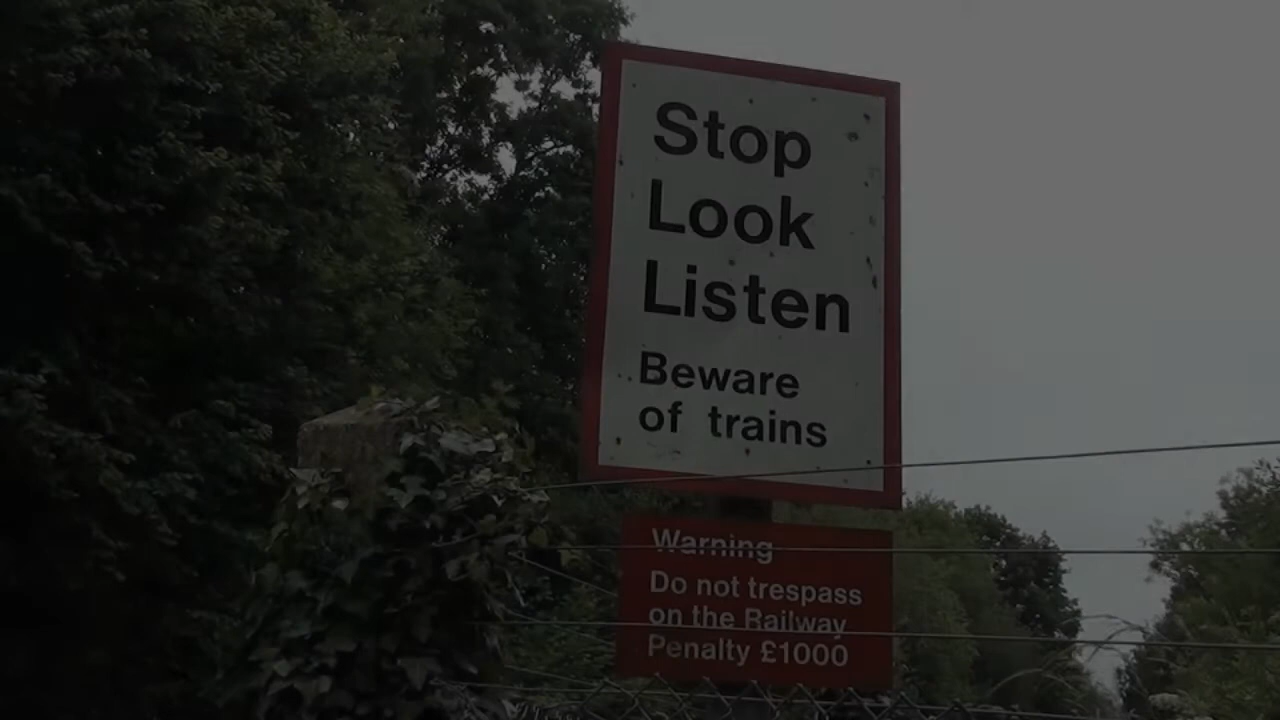 Stop
Look
Listen
Beware
of trains
Warning
Do not trespass
on the Railway
Penalty £1000